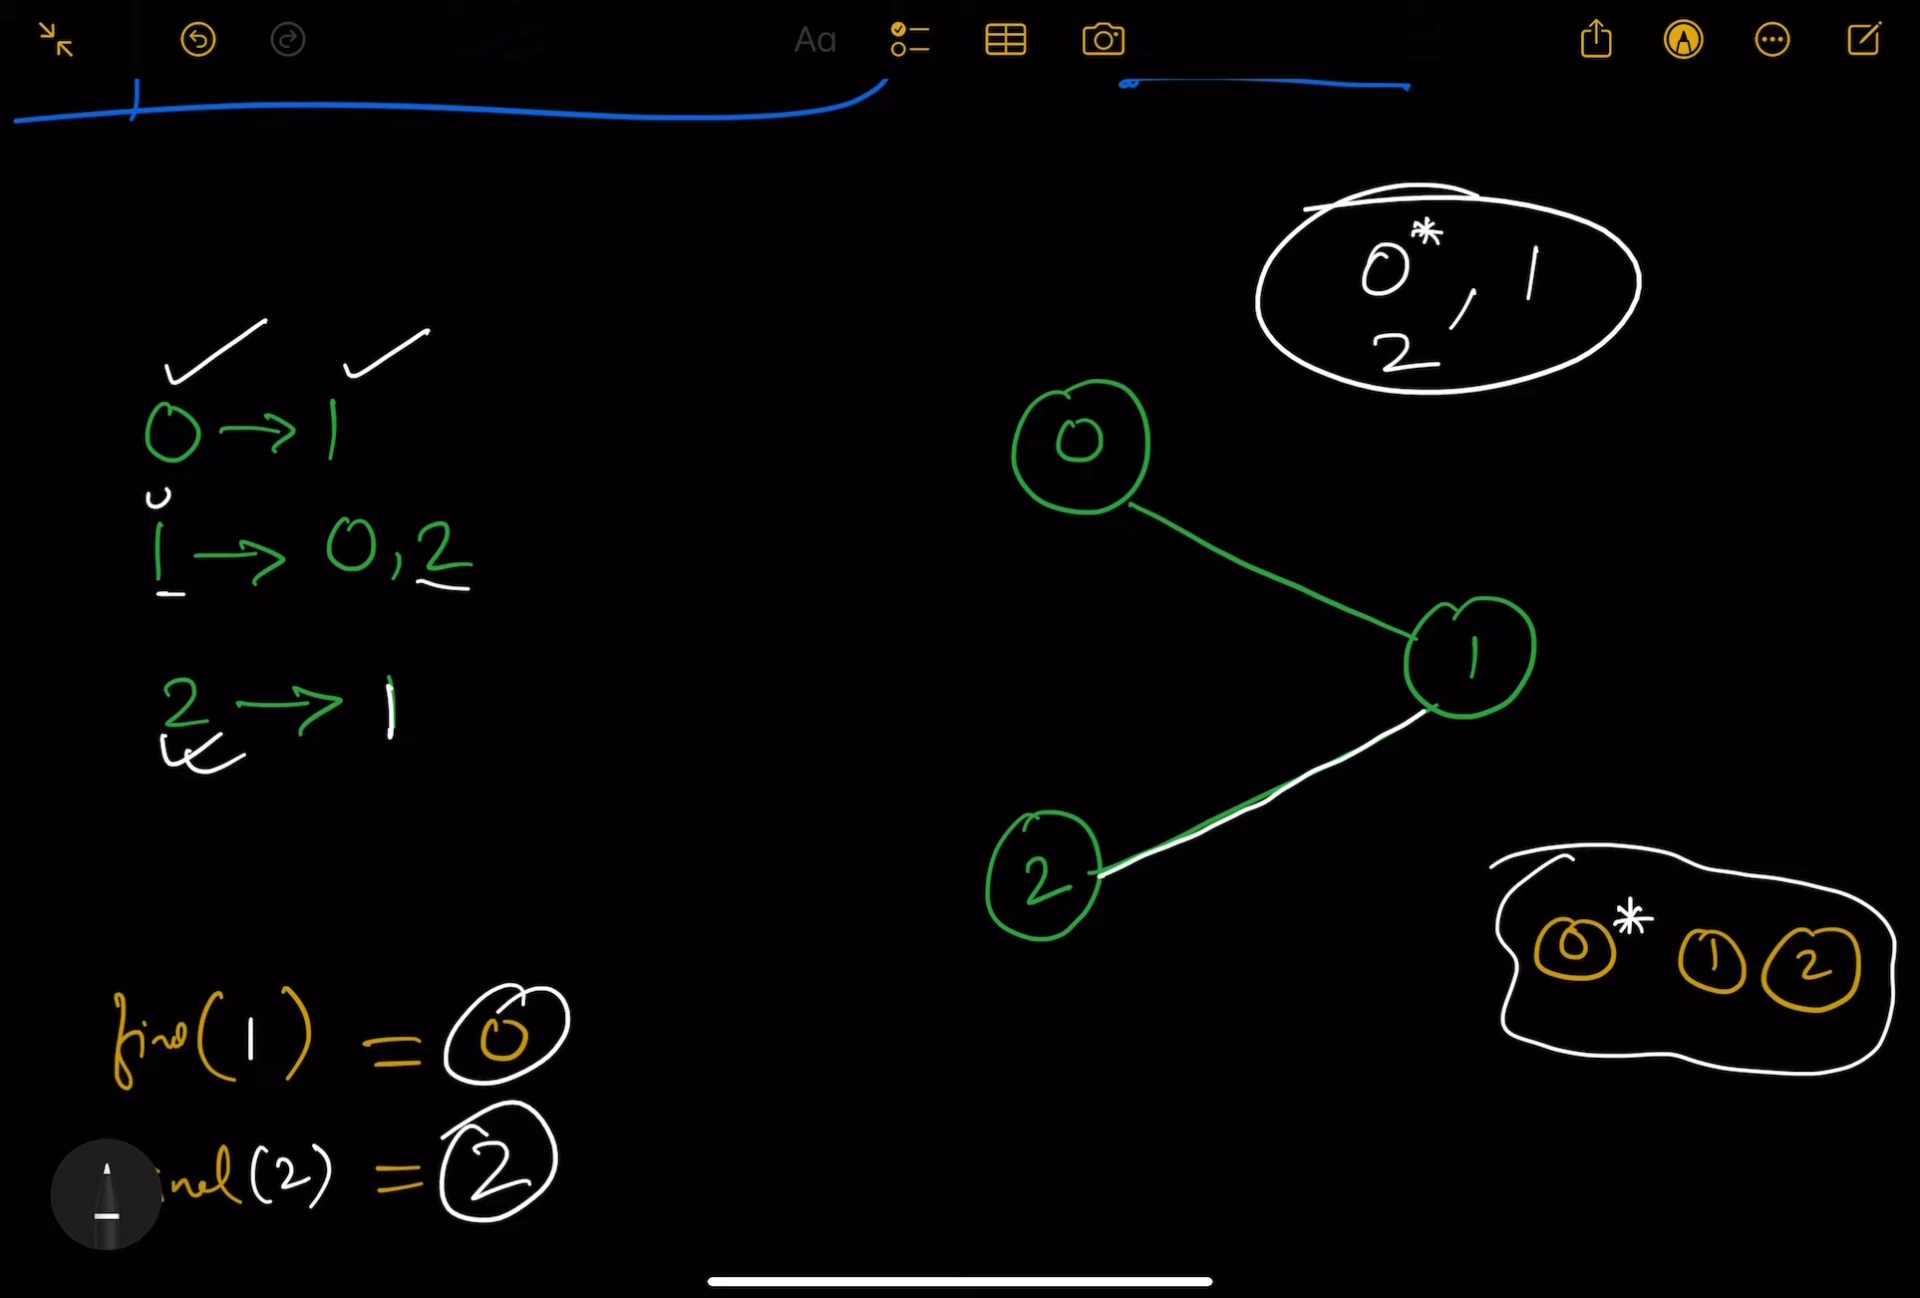 Aa
0*, 1
2
0 → 1
1 → 0, 2
2 → 1
0
1
2
0* 1 2
find(1) = 0
(2) = 2